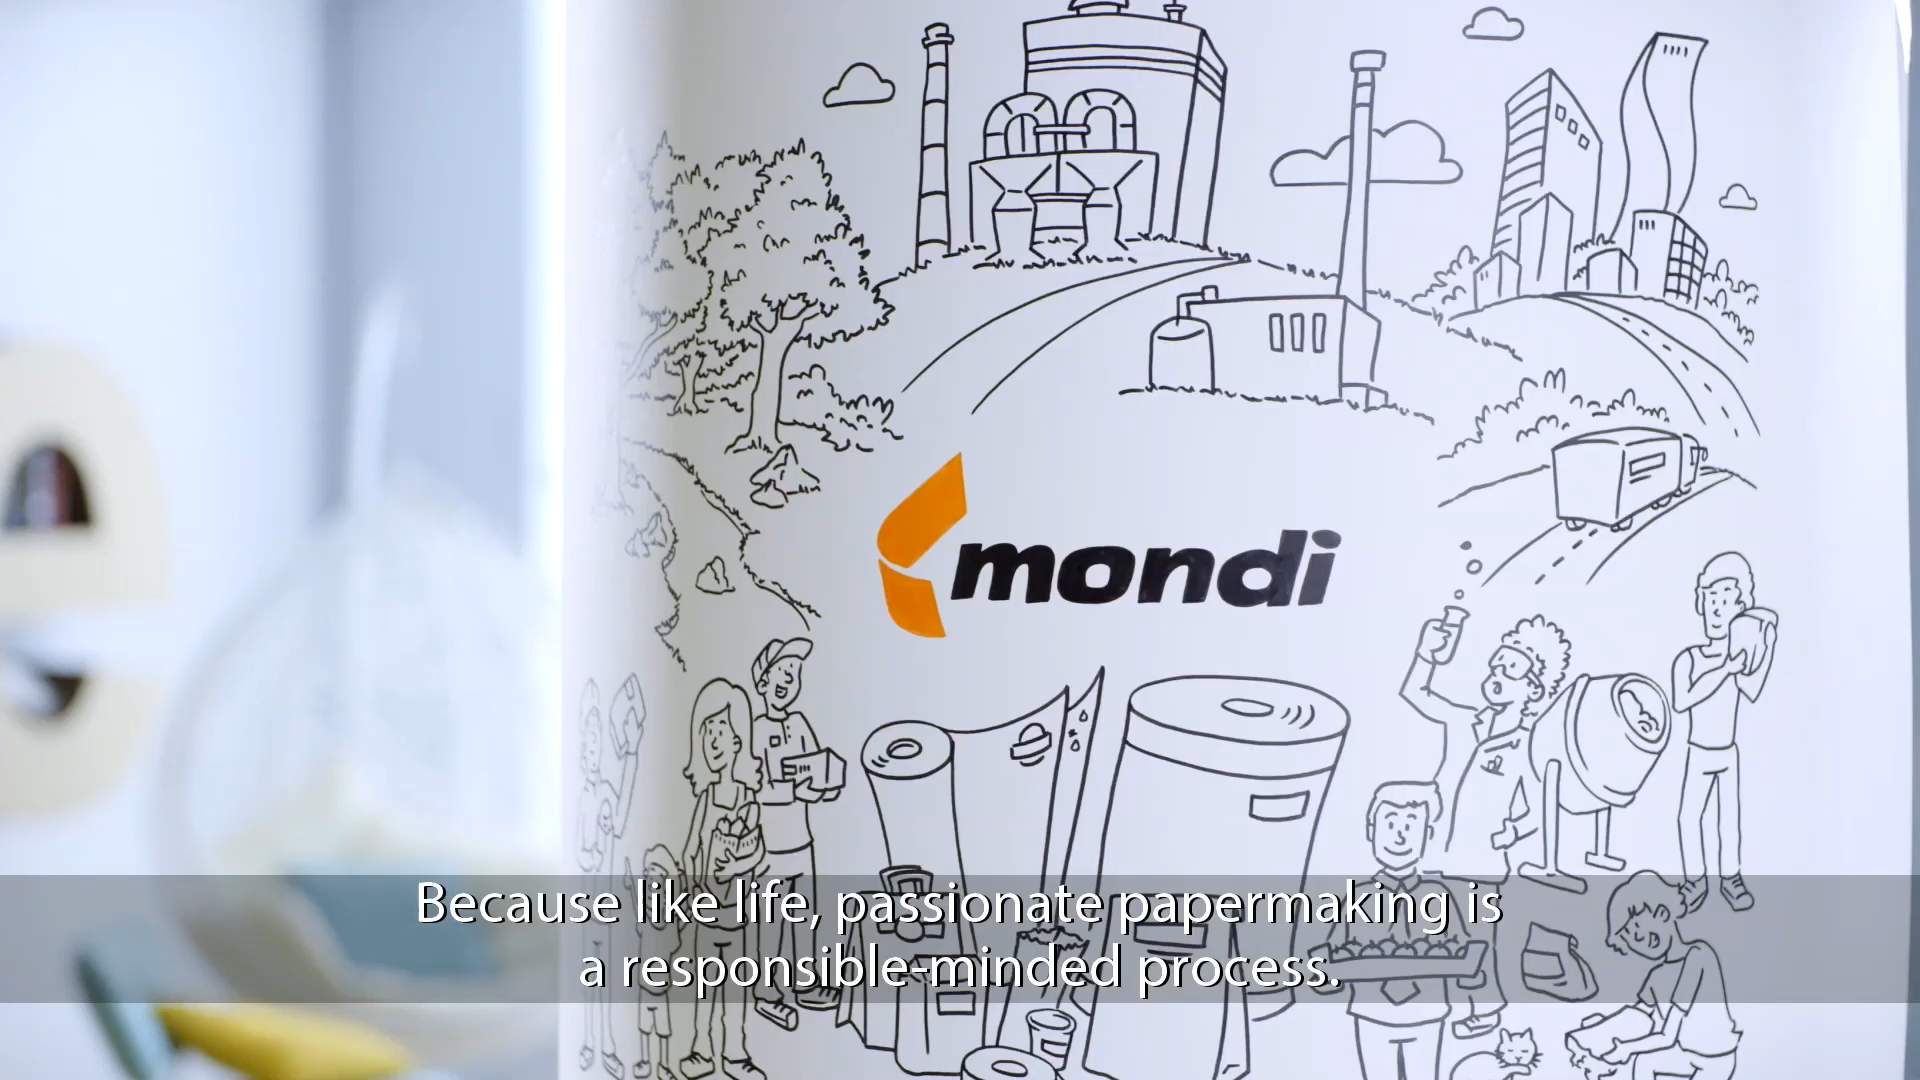 mondi
Because like life, passionate papermaking is
a responsible-minded process.